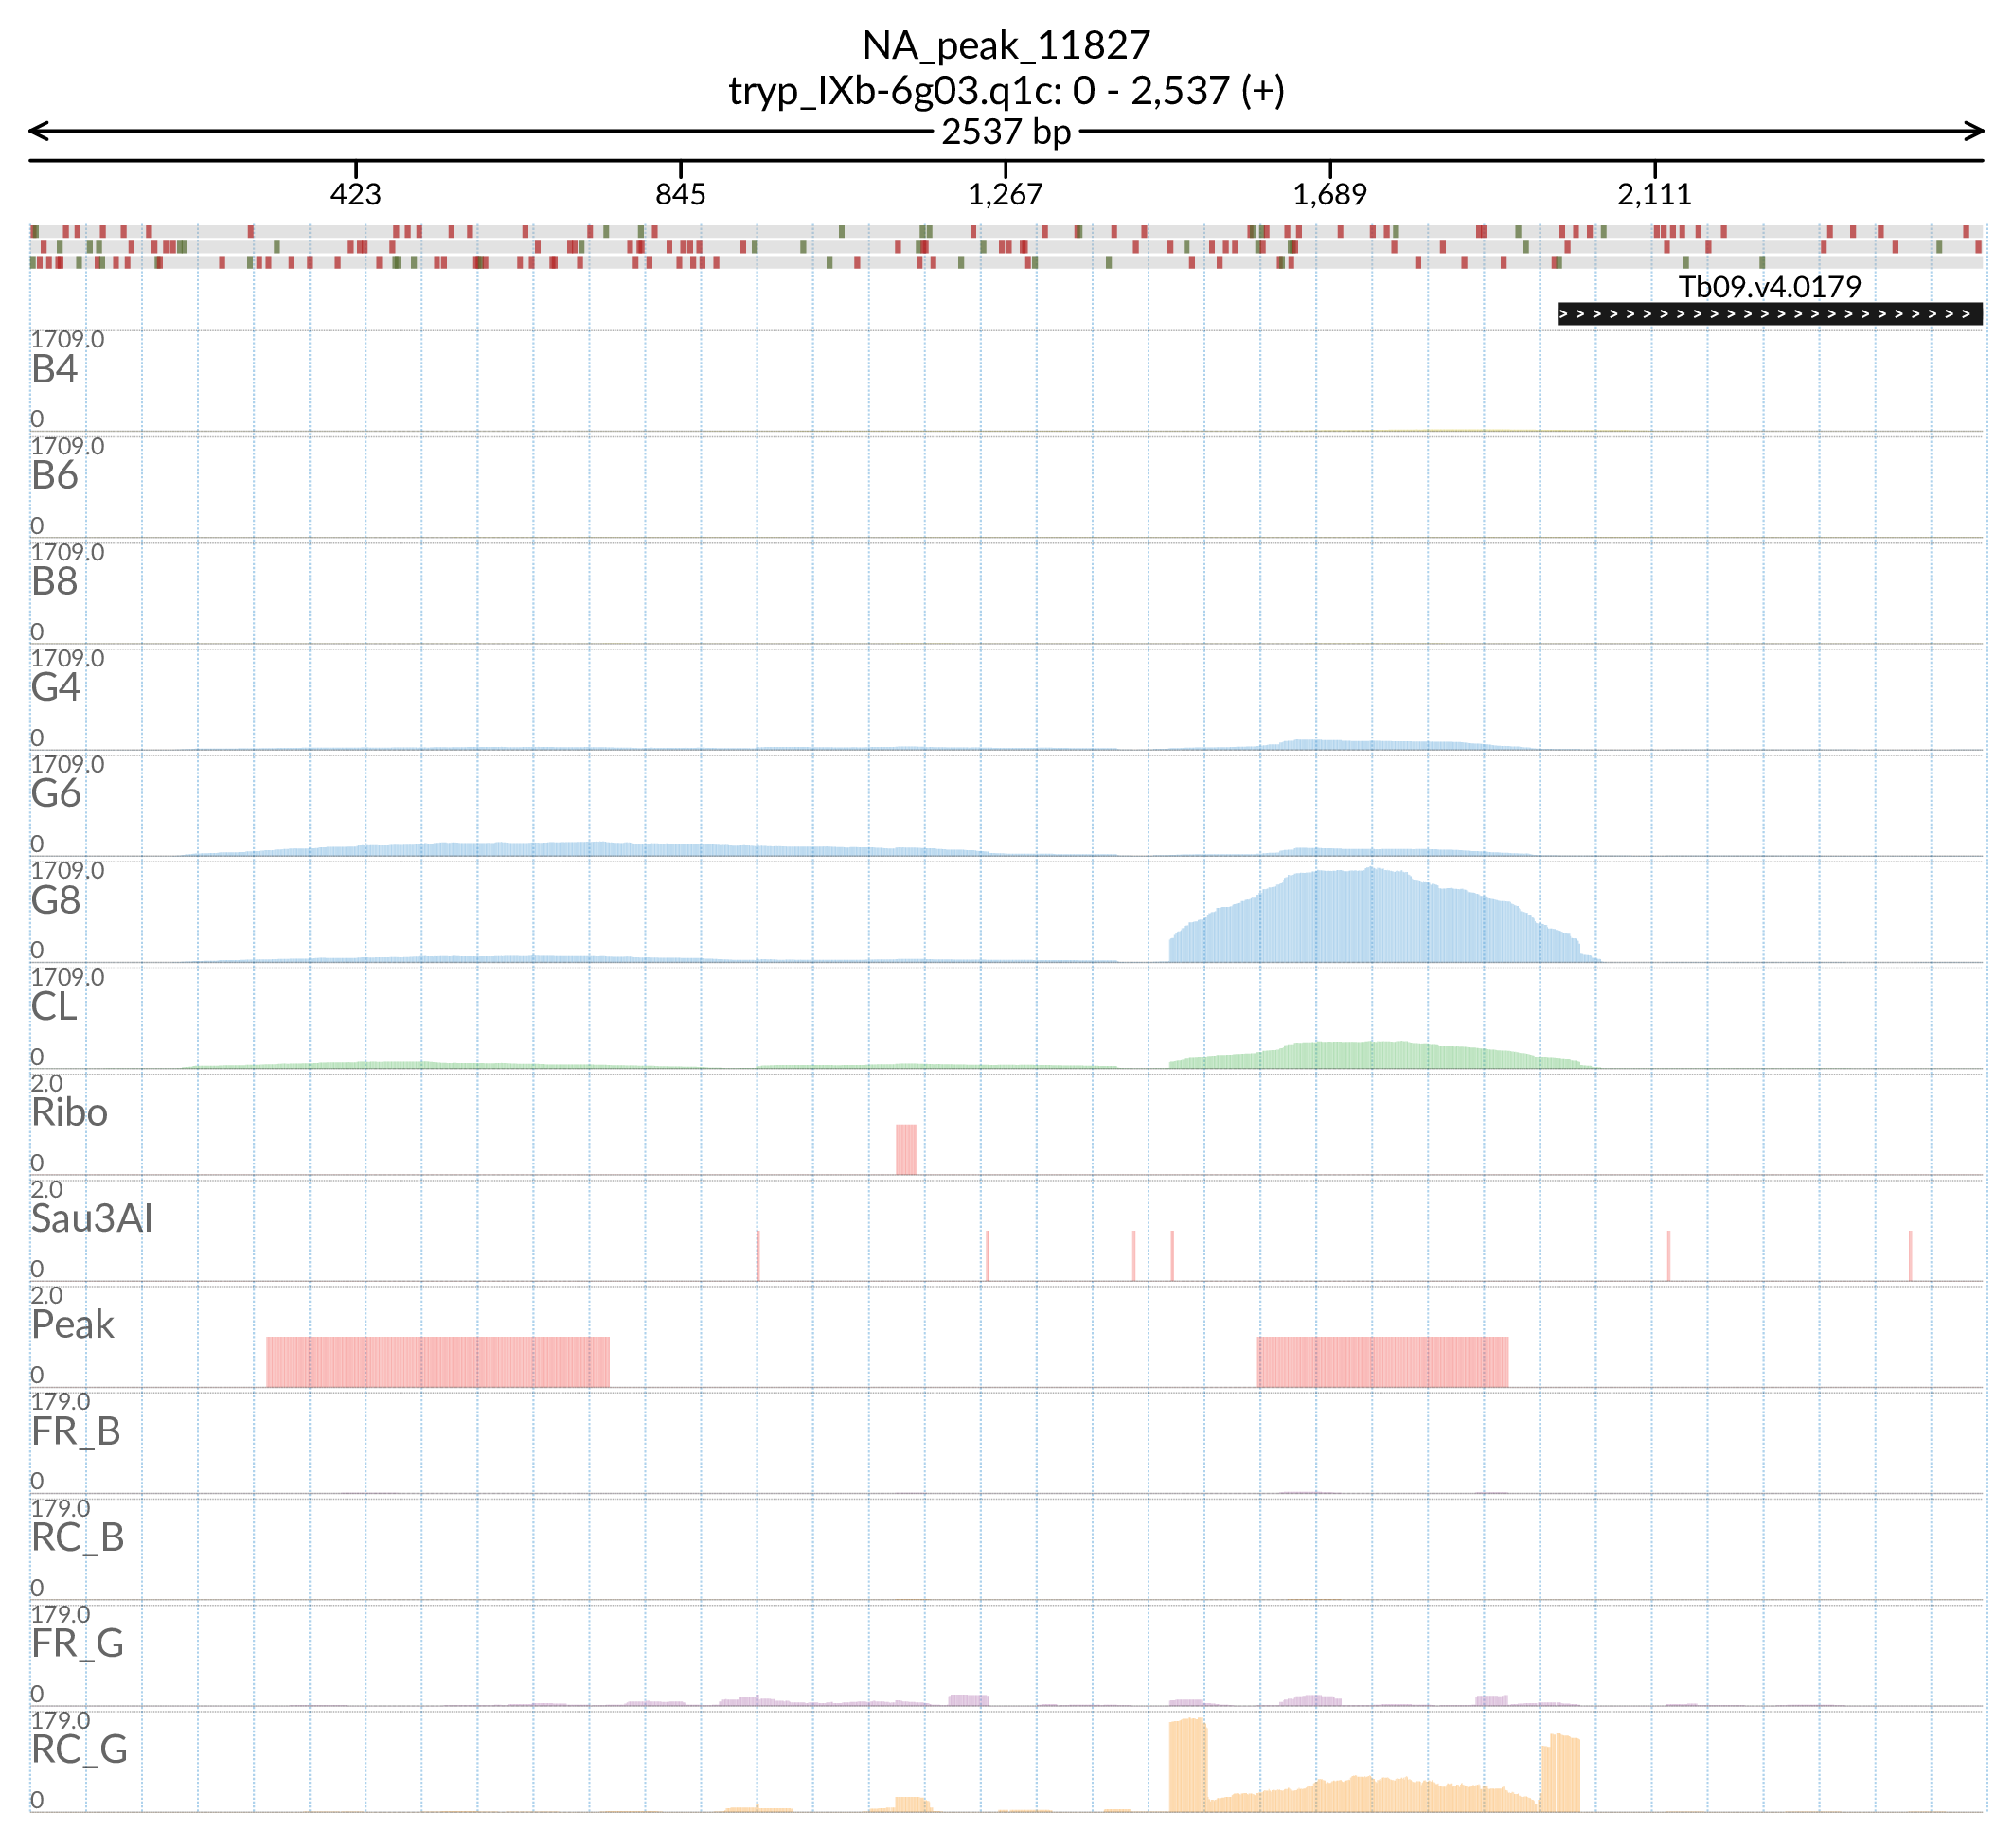 NA_peak_11827
tryp_IXb-6g03.q1c: 0 - 2,537 (+)
2537 bp
423 845 1,267 1,689 2,111
Tb09.v4.0179
1709.0
B4
0
1709.0
B6
0
1709.0
B8
0
1709.0
G4
0
1709.0
G6
0
1709.0
G8
0
1709.0
CL
0
2.0
Ribo
0
2.0
Sau3AI
0
2.0
Peak
0
179.0
FR_B
0
179.0
RC_B
0
179.0
FR_G
0
179.0
RC_G
0